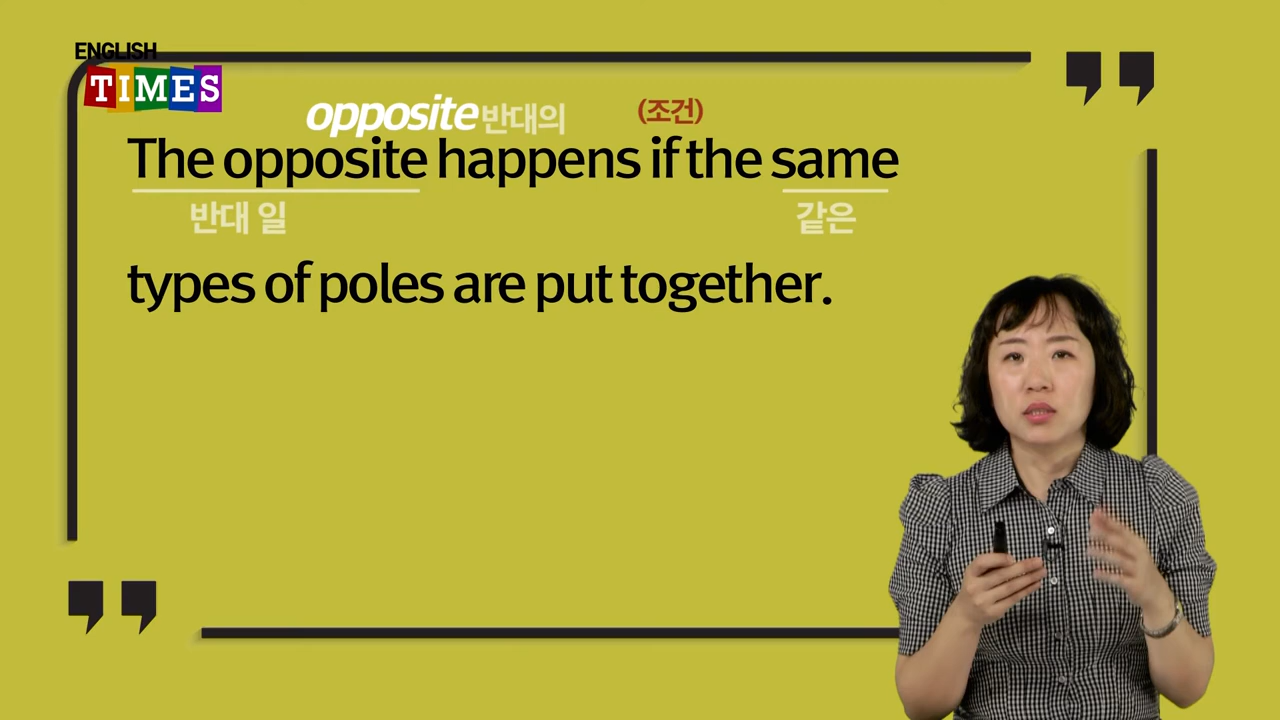 ENGLISH
TIMES
opposite 반대의 (조건)
The opposite happens if the same
반대 일 같은
types of poles are put together.